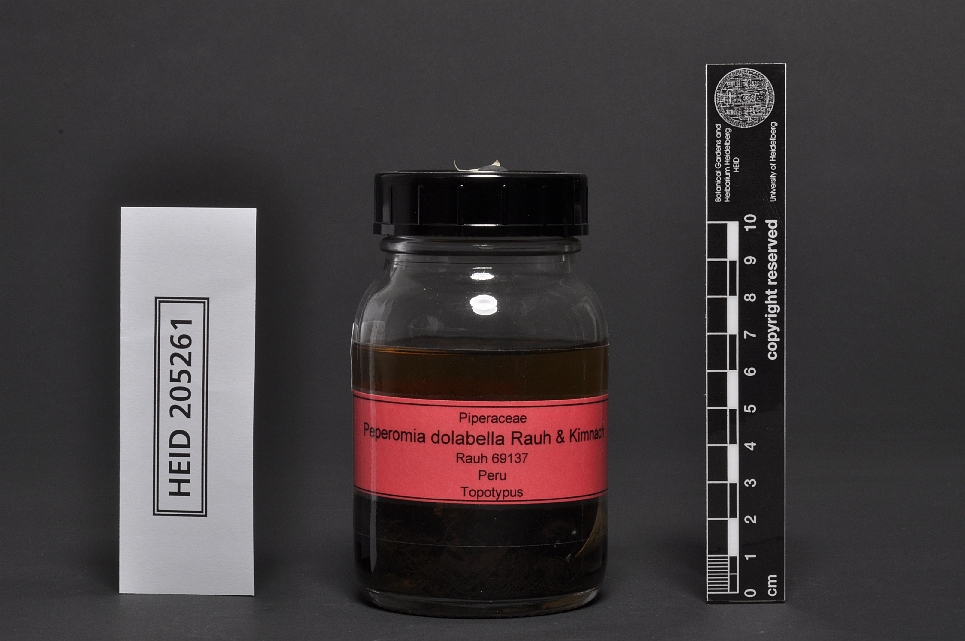 HEID 205261
Piperaceae
Peperomia dolabella Rauh & Kimnach
Rauh 69137
Peru
Topotypus
Botanical Gardens and
Herbarium Heidelberg
HEID
University of Heidelberg
copyright reserved
10
9
8
7
6
5
4
3
2
1
0
cm